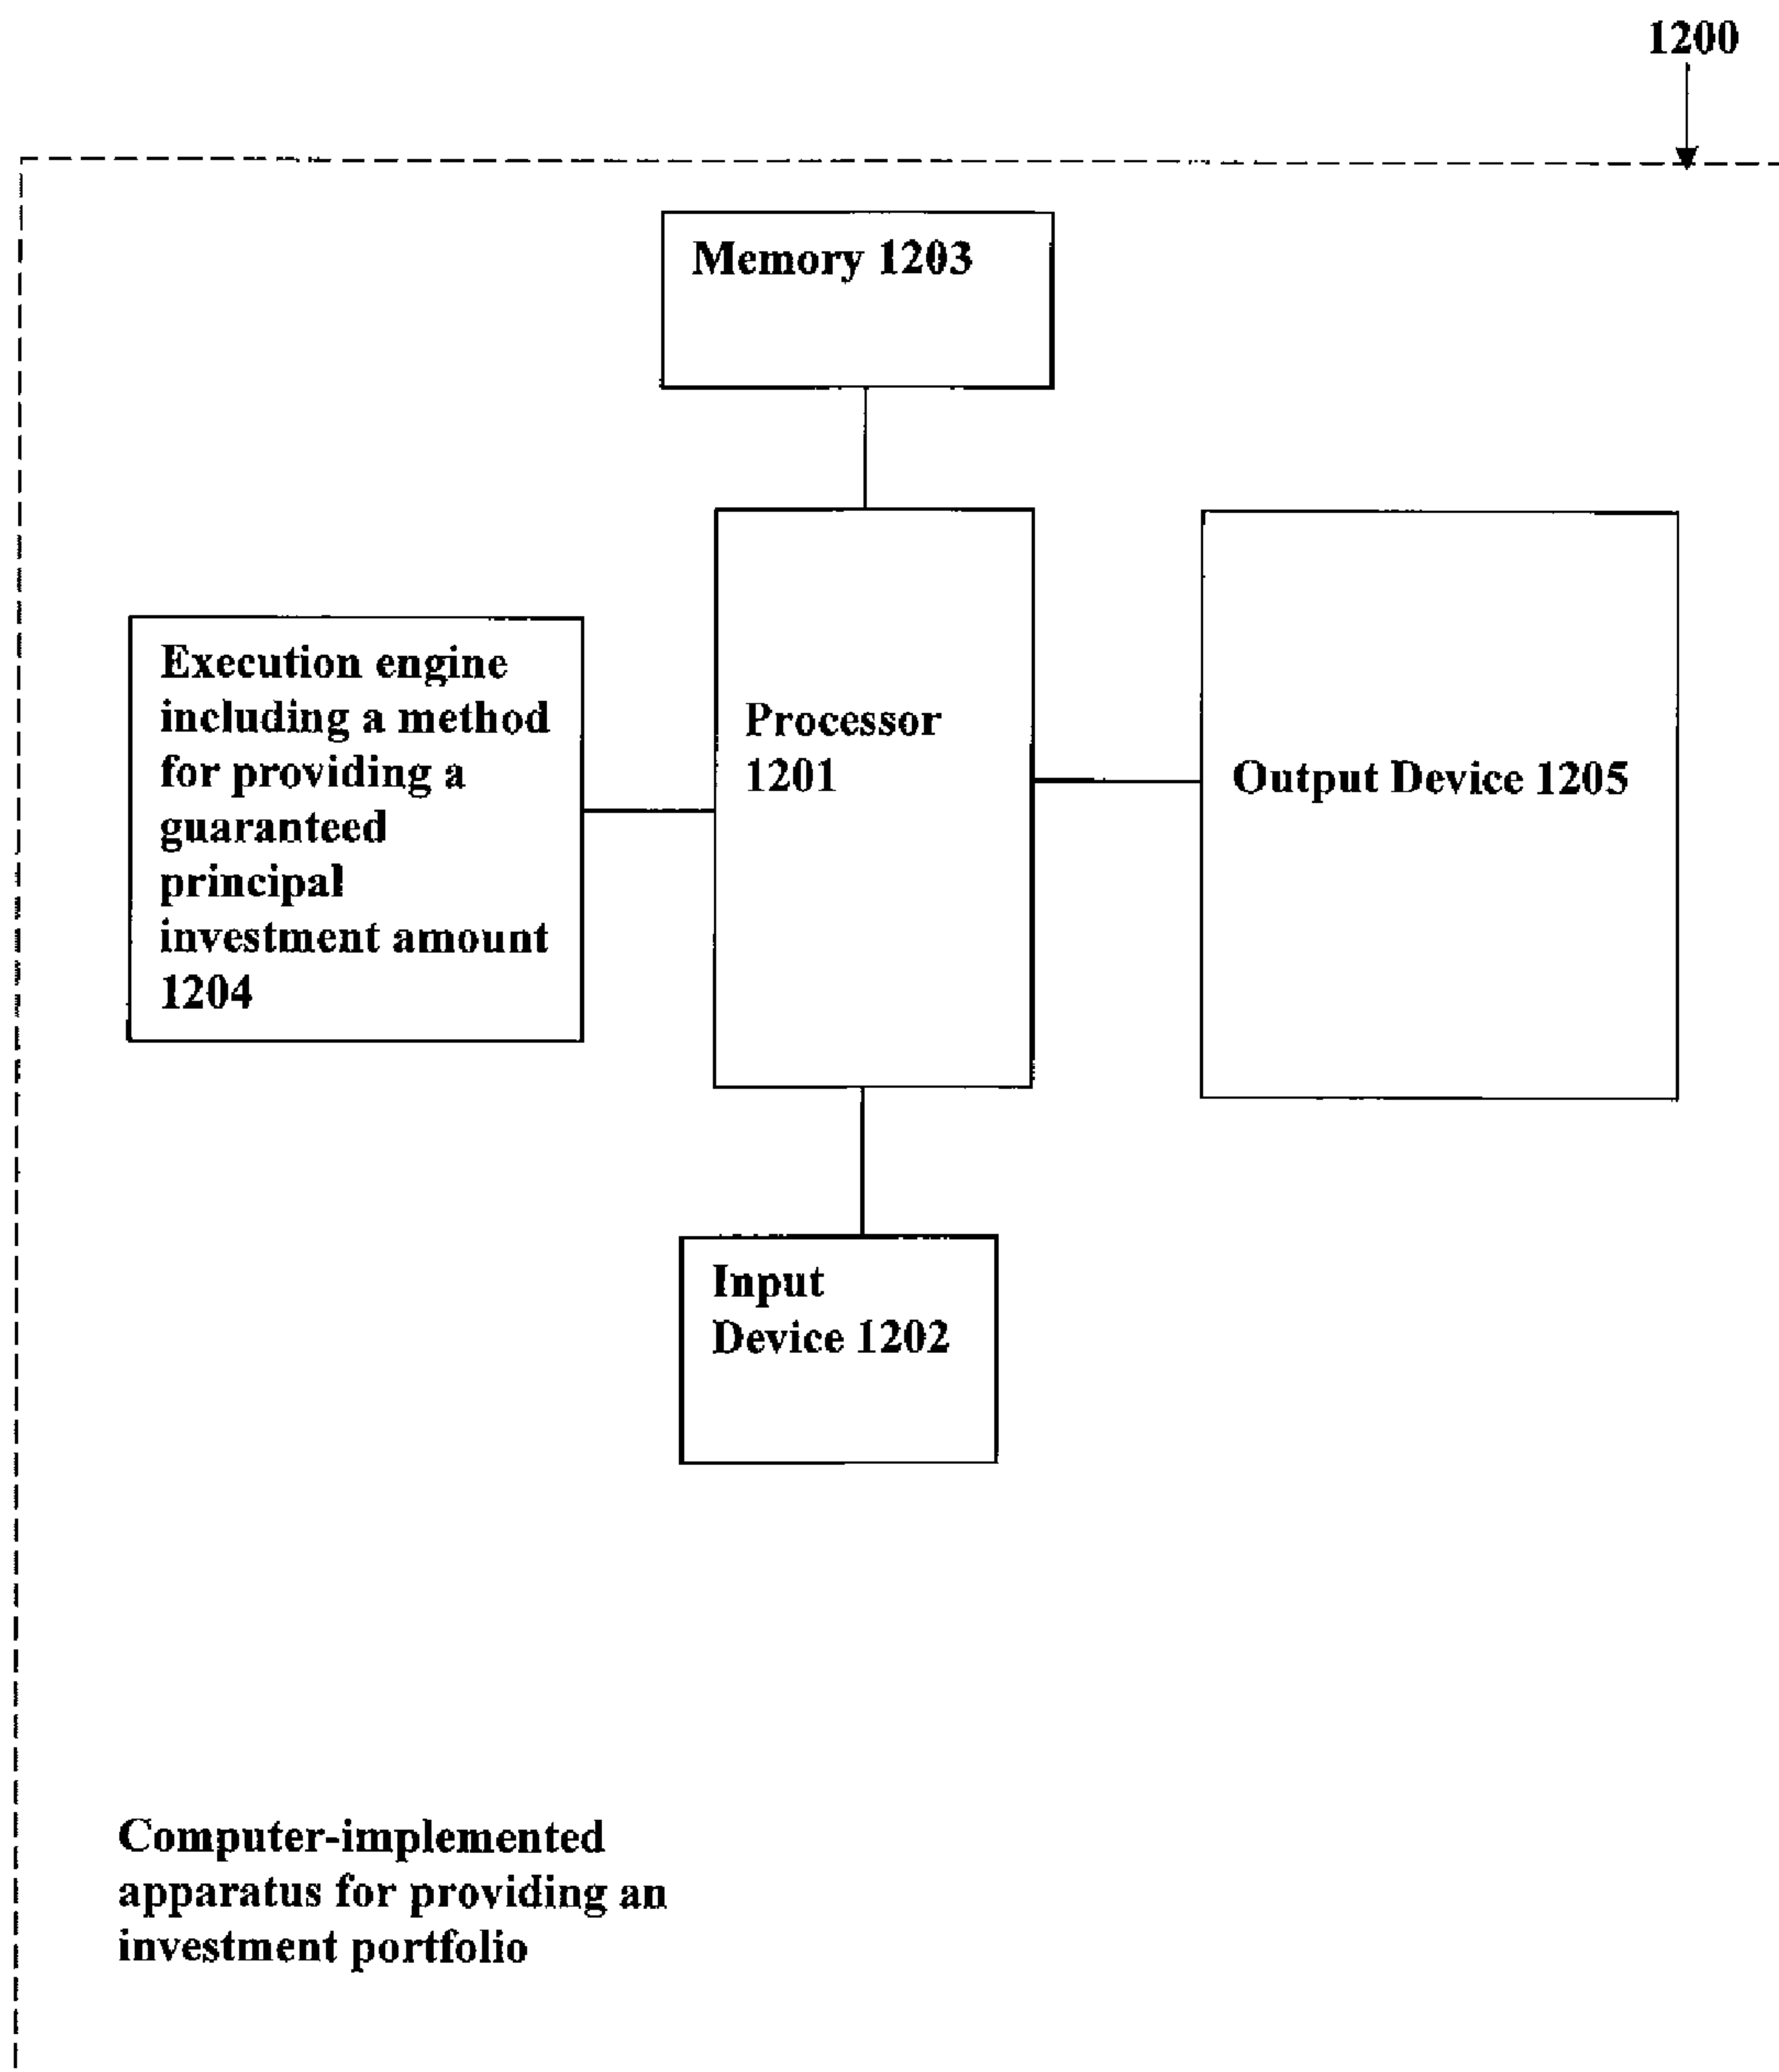 1200
Memory 1203
Execution engine
including a method
for providing a
guaranteed
principal
investment amount
1204
Processor
1201
Output Device 1205
Input
Device 1202
Computer-implemented
apparatus for providing an
investment portfolio